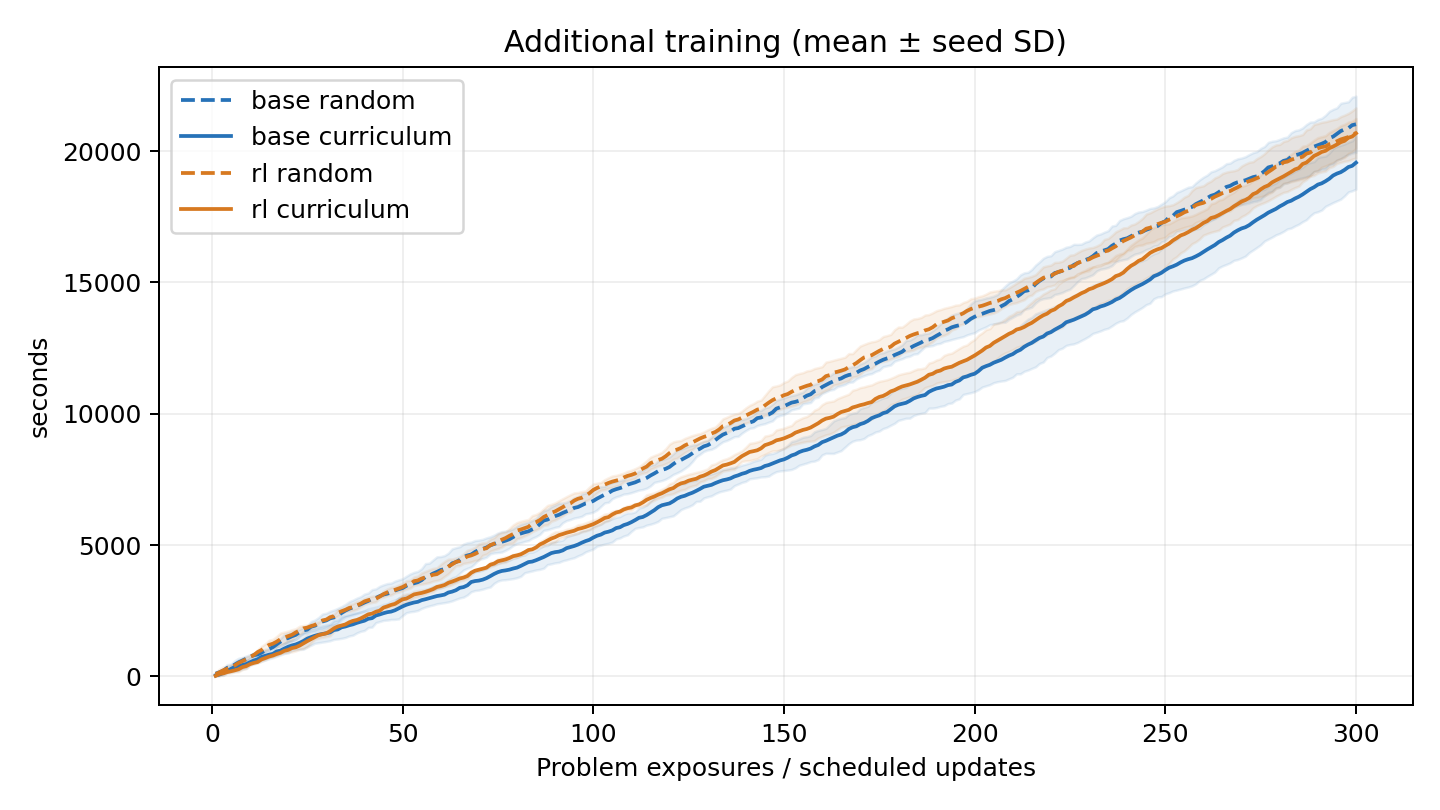 Additional training (mean ± seed SD)
base random
base curriculum
rl random
rl curriculum
20000
15000
10000
5000
0
seconds
0 50 100 150 200 250 300
Problem exposures / scheduled updates